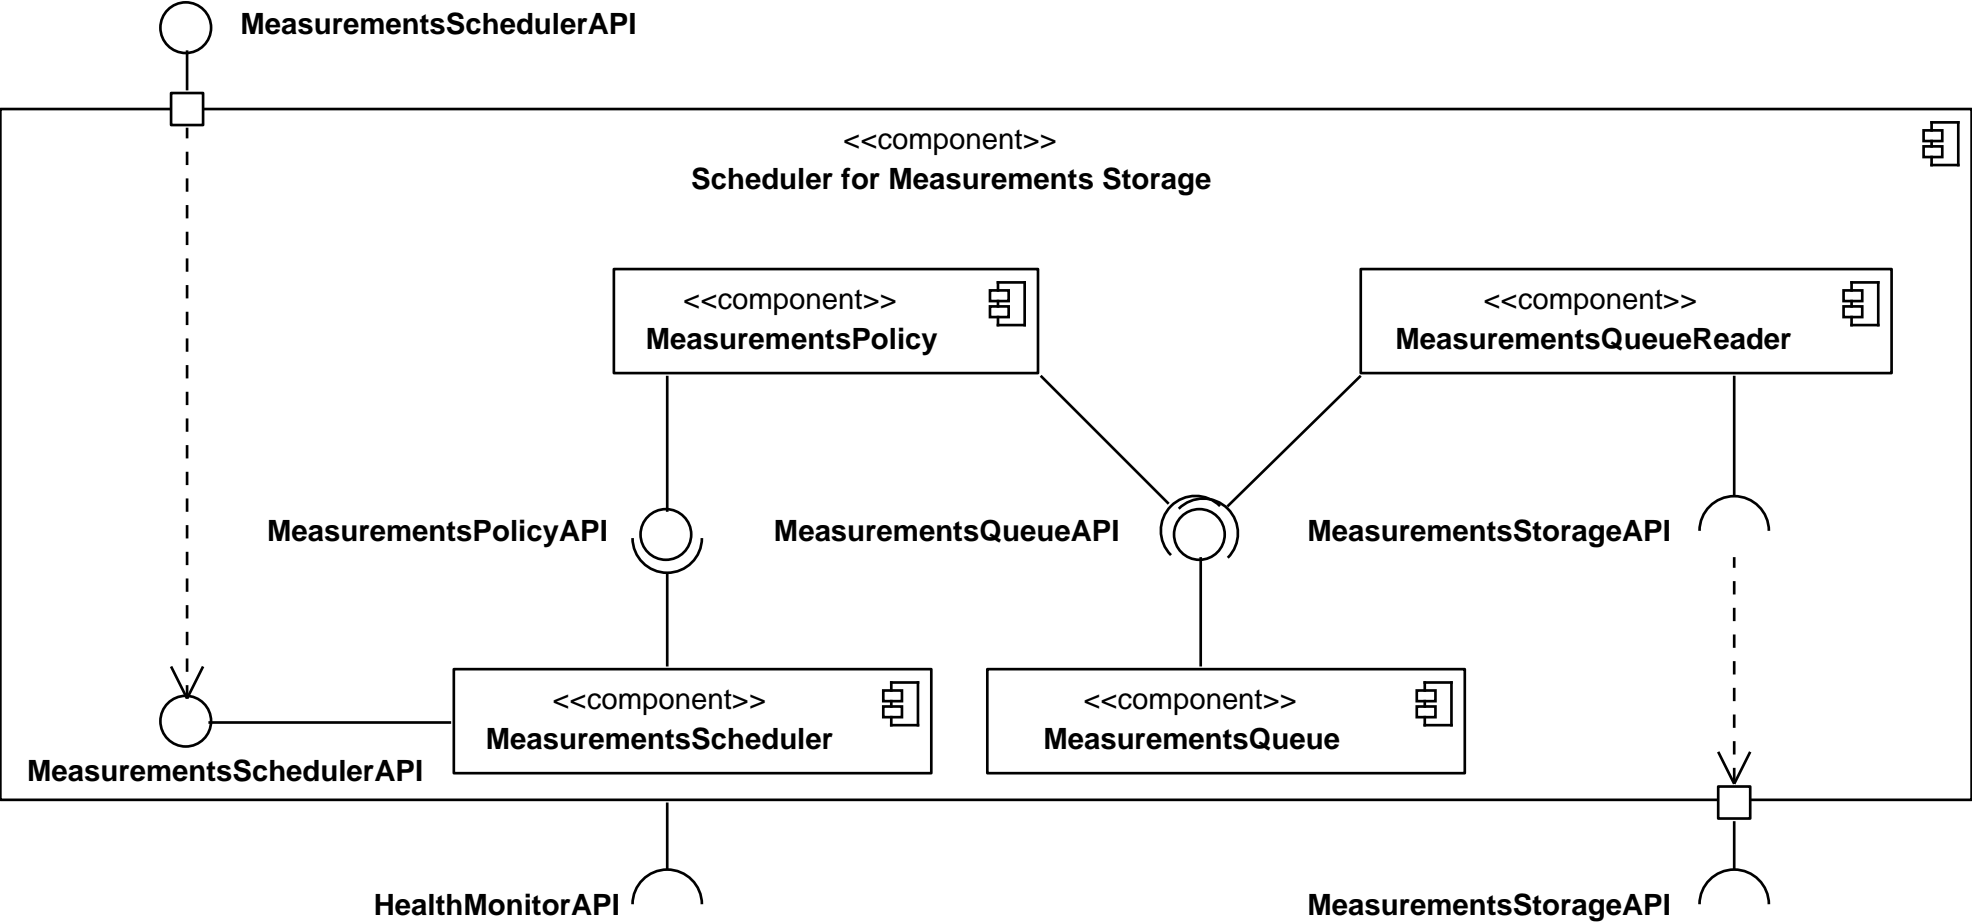 MeasurementsSchedulerAPI
<<component>>
Scheduler for Measurements Storage
<<component>>
MeasurementsPolicy
<<component>>
MeasurementsQueueReader
MeasurementsPolicyAPI
MeasurementsQueueAPI
MeasurementsStorageAPI
<<component>>
MeasurementsScheduler
<<component>>
MeasurementsQueue
MeasurementsSchedulerAPI
HealthMonitorAPI
MeasurementsStorageAPI